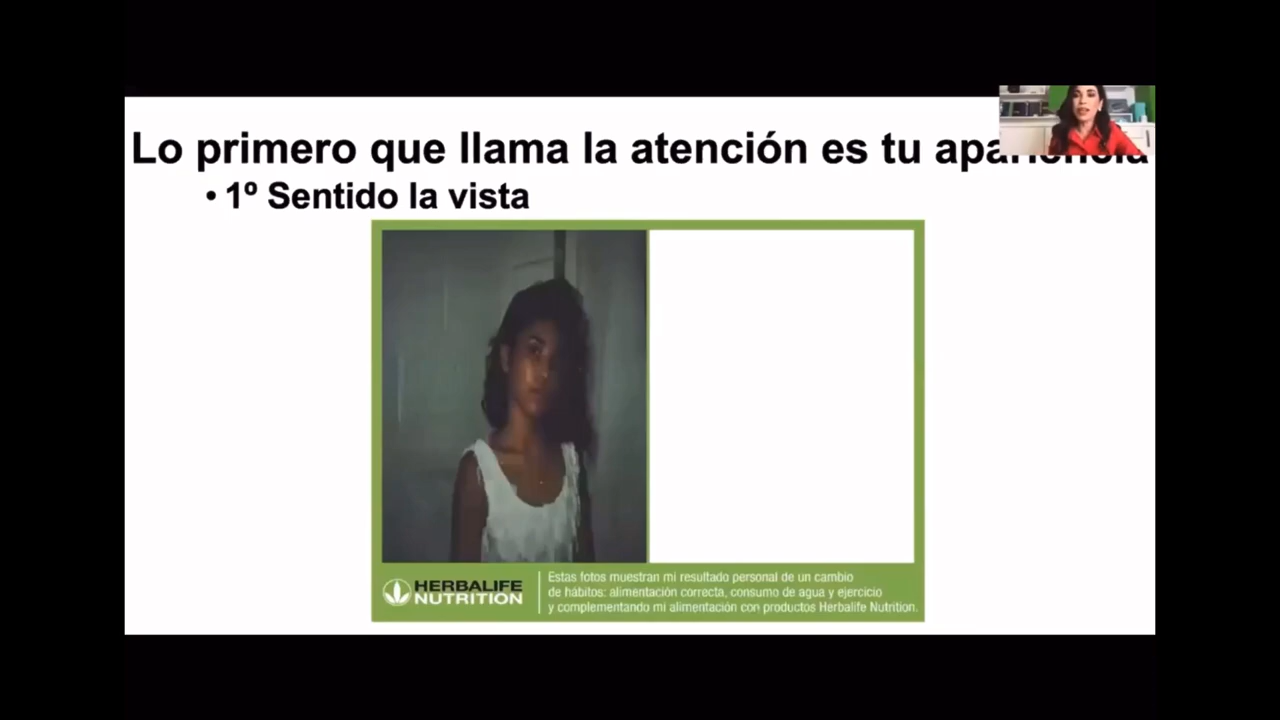 Lo primero que llama la atención es tu apariencia
• 1º Sentido la vista
HERBALIFE
NUTRITION
Estas fotos muestran mi resultado personal de un cambio
de hábitos: alimentación correcta, consumo de agua y ejercicio
y complementando mi alimentación con productos Herbalife Nutrition.